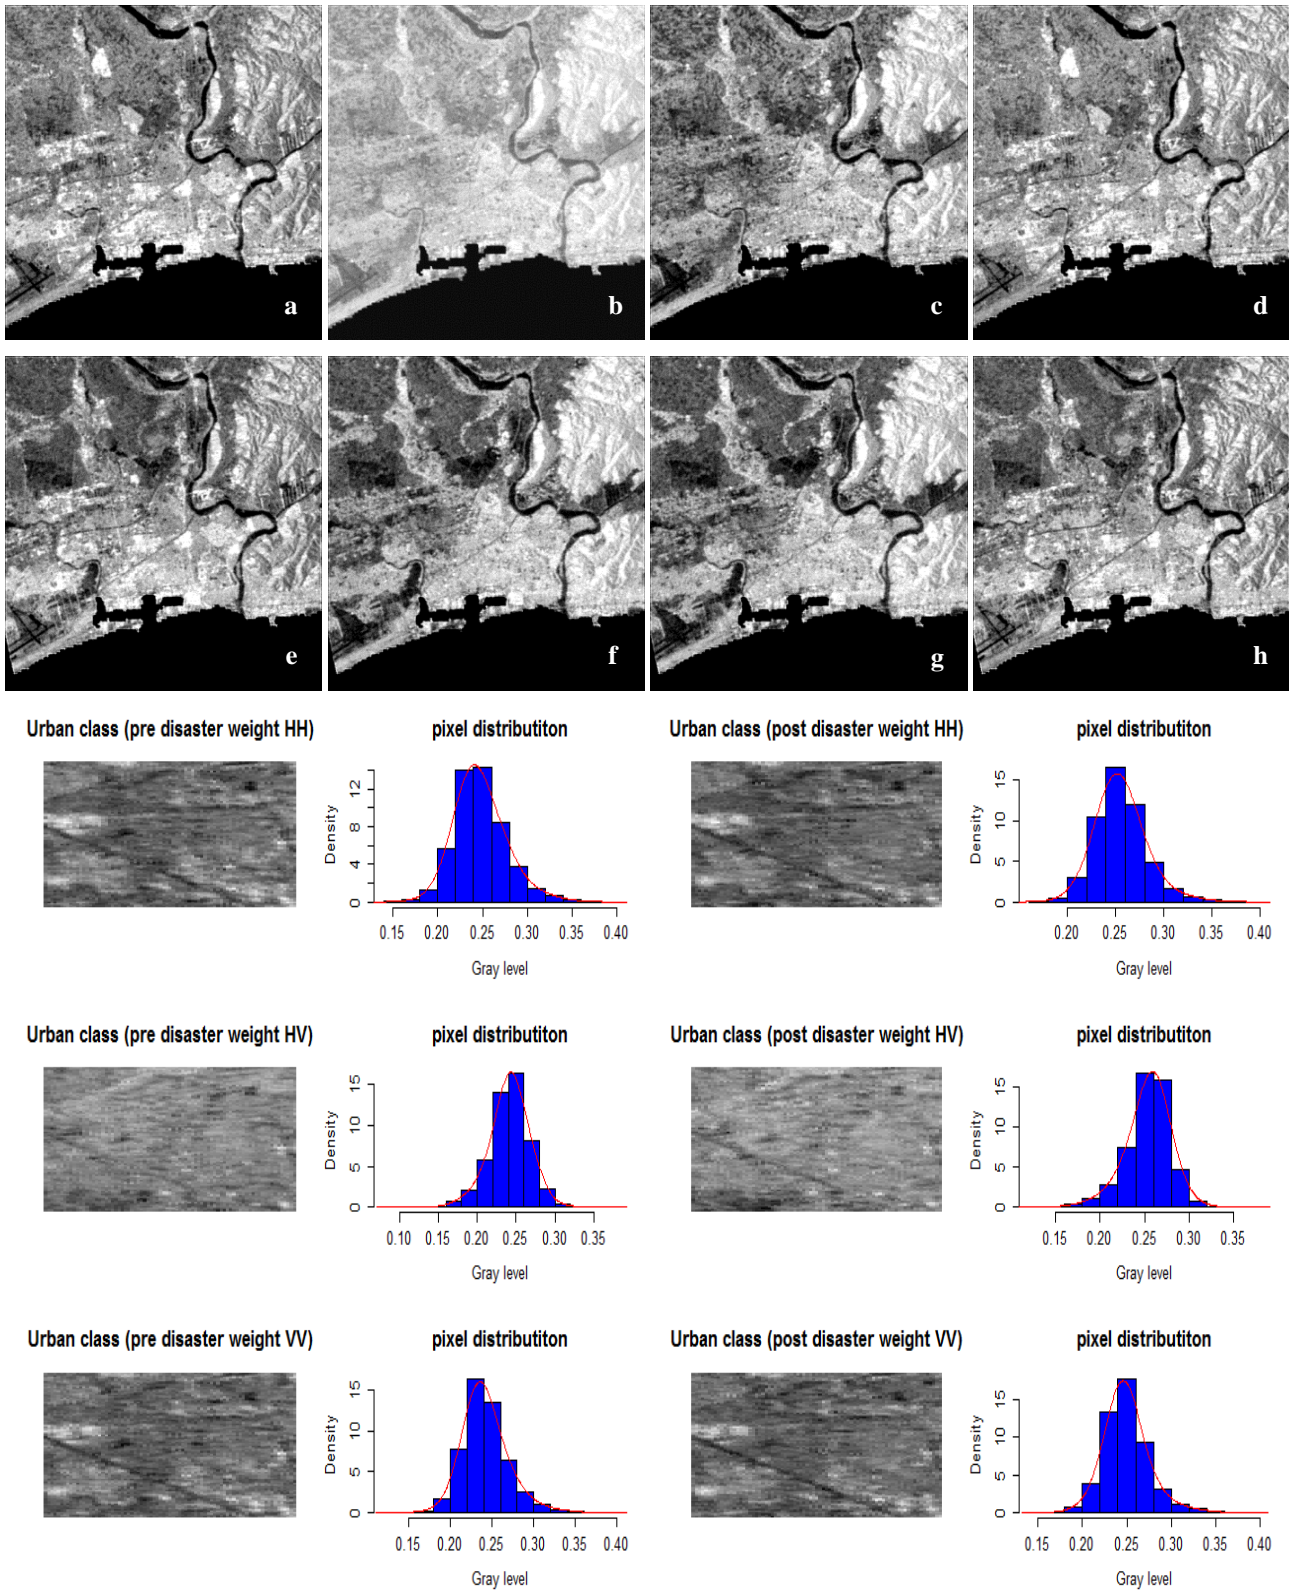 a
b
c
d
e
f
g
h
Urban class (pre disaster weight HH)
pixel distributiton
Urban class (post disaster weight HH)
pixel distributiton
Density
12
8
4
0
0.15 0.20 0.25 0.30 0.35 0.40
Gray level
Density
15
10
5
0
0.20 0.25 0.30 0.35 0.40
Gray level
Urban class (pre disaster weight HV)
pixel distributiton
Urban class (post disaster weight HV)
pixel distributiton
Density
15
10
5
0
0.10 0.15 0.20 0.25 0.30 0.35
Gray level
Density
15
10
5
0
0.15 0.20 0.25 0.30 0.35
Gray level
Urban class (pre disaster weight VV)
pixel distributiton
Urban class (post disaster weight VV)
pixel distributiton
Density
15
10
5
0
0.15 0.20 0.25 0.30 0.35 0.40
Gray level
Density
15
10
5
0
0.15 0.20 0.25 0.30 0.35 0.40
Gray level